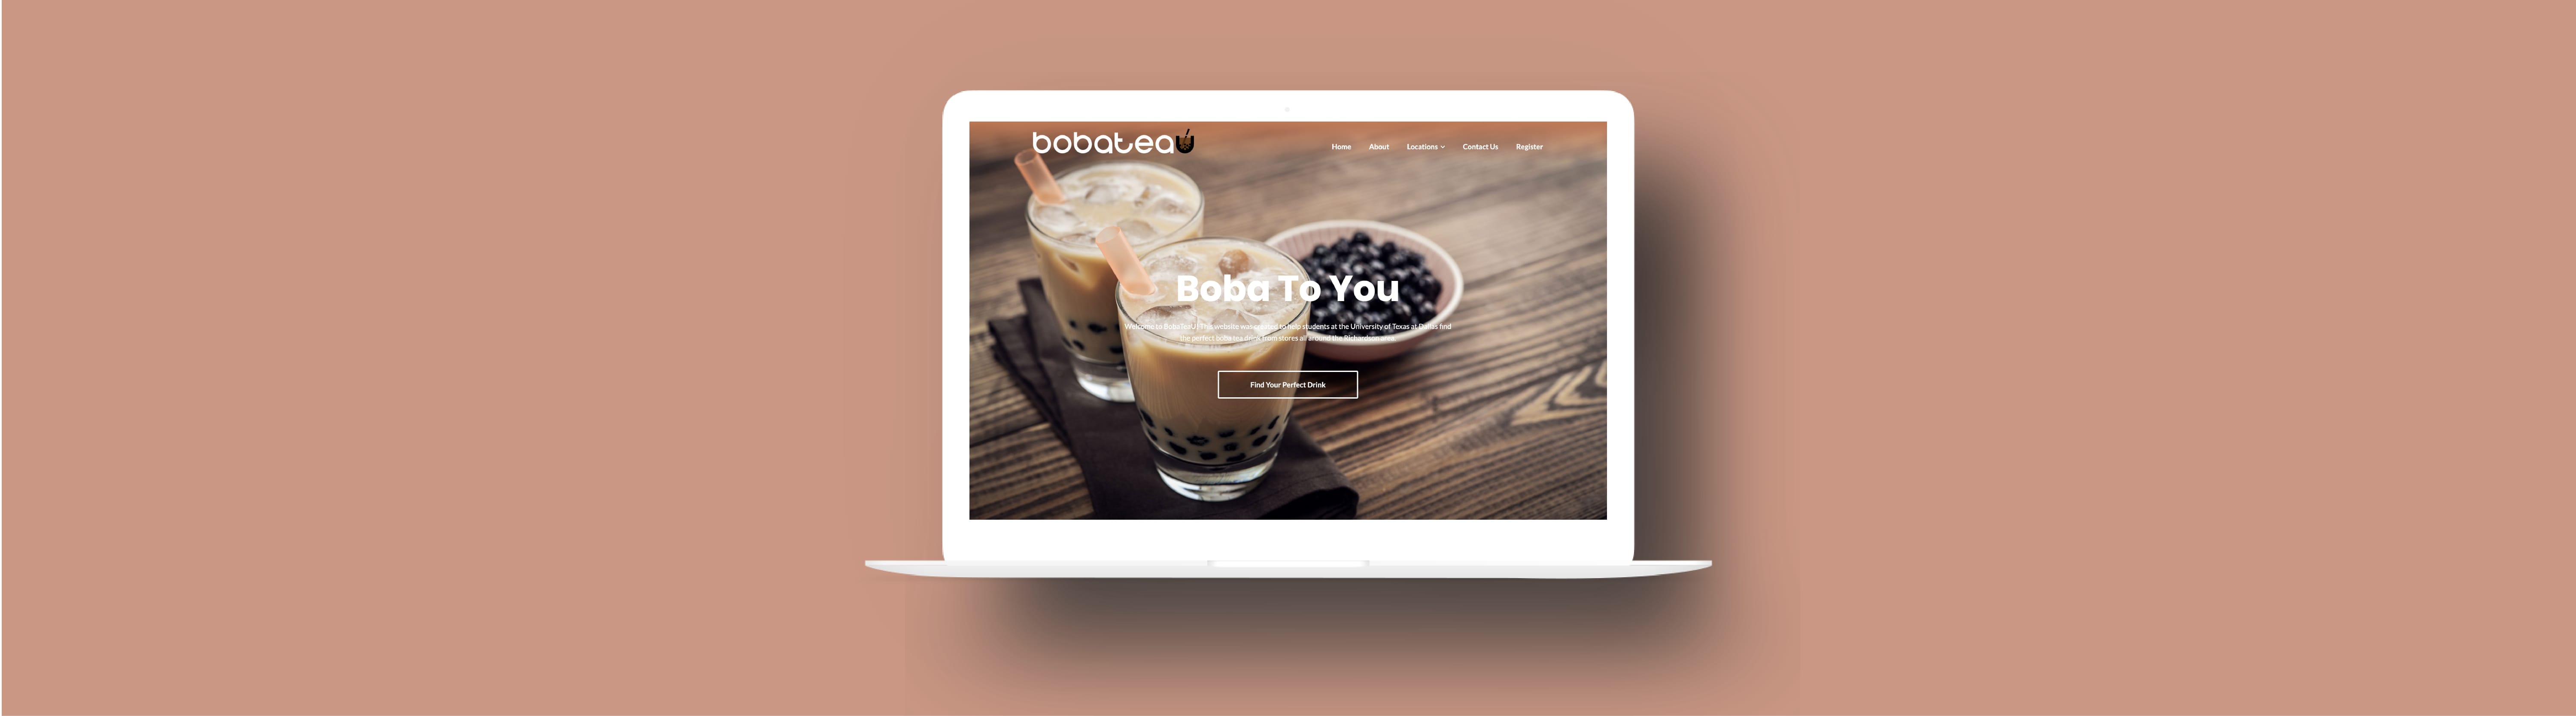 bobateau
Home About Locations Contact Us Register
Boba To You
Welcome to BobaTeaU! This website was created to help students at the University of Texas at Dallas find
the perfect boba tea drink from stores all around the Richardson area.
Find Your Perfect Drink